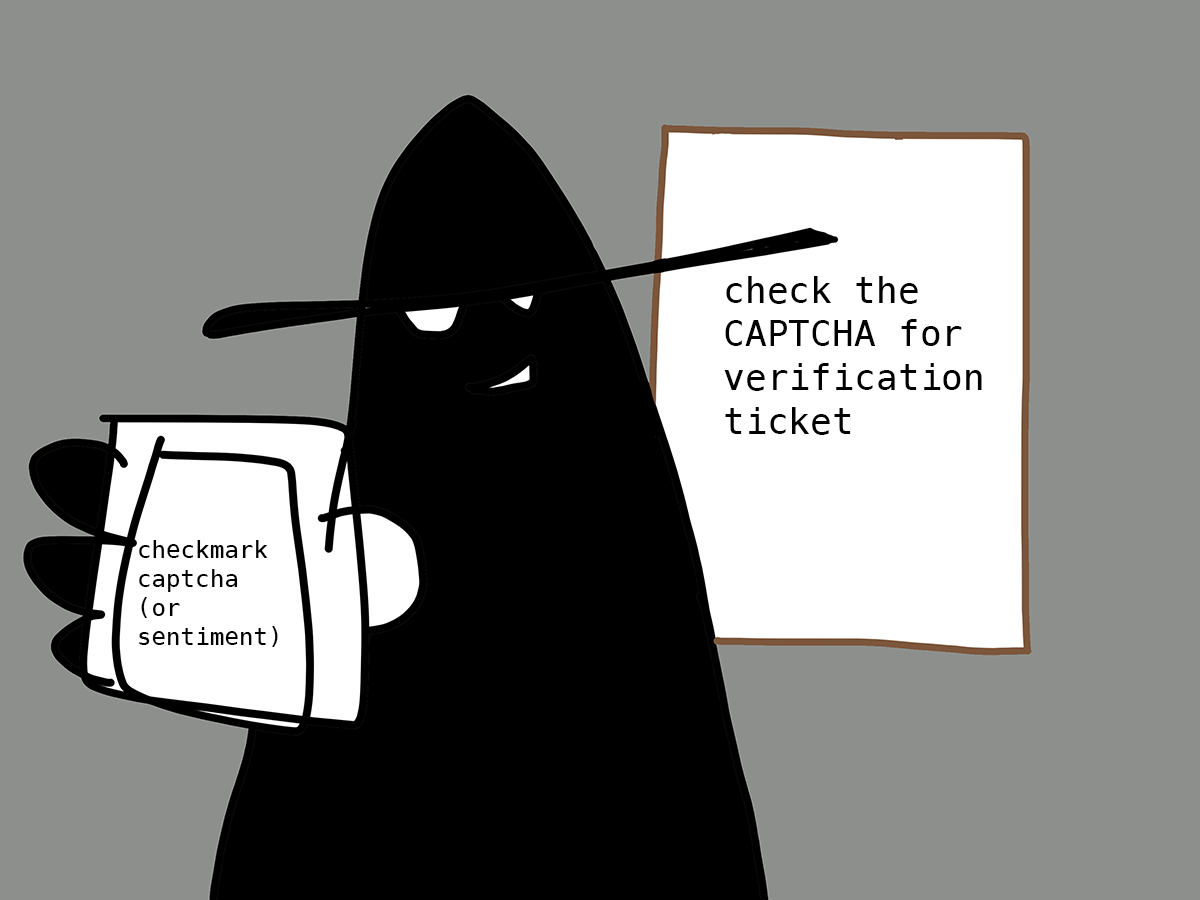 check the
CAPTCHA for
verification
ticket
checkmark
captcha
(or
sentiment)